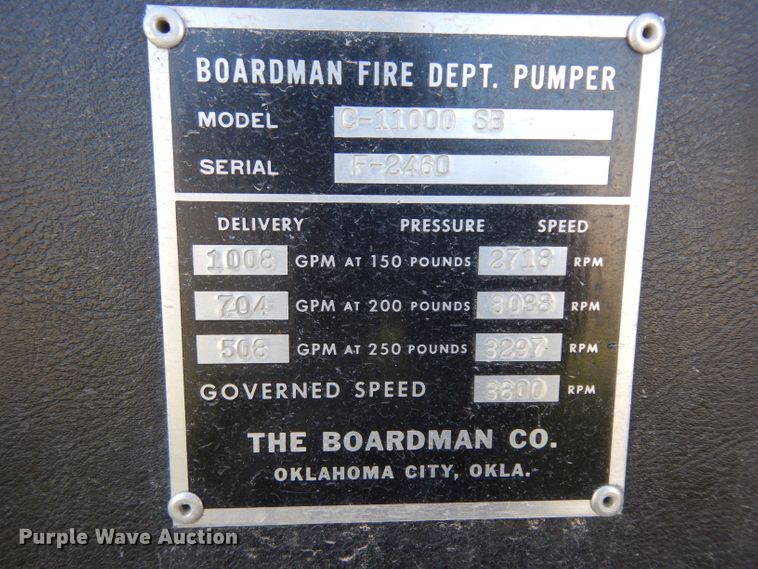 BOARDMAN FIRE DEPT. PUMPER
MODEL C-11000 SB
SERIAL F-2460
DELIVERY PRESSURE SPEED
1008 GPM AT 150 POUNDS 2718 RPM
704 GPM AT 200 POUNDS 3038 RPM
508 GPM AT 250 POUNDS 3297 RPM
GOVERNED SPEED 3800 RPM
THE BOARDMAN CO.
OKLAHOMA CITY, OKLA.
Purple Wave Auction